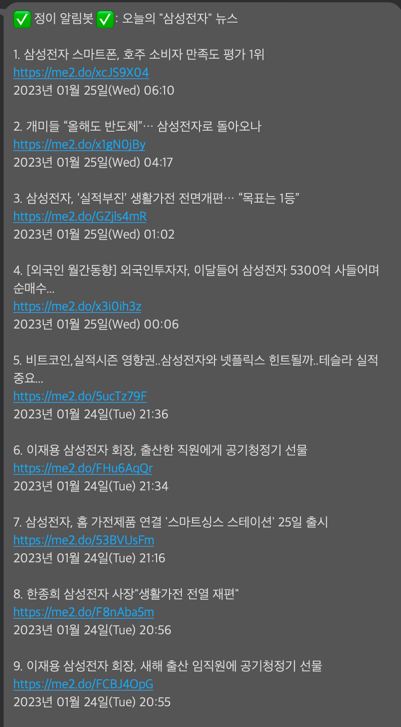 ✅ 정이 알림봇 ✅ : 오늘의 "삼성전자" 뉴스
1. 삼성전자 스마트폰, 호주 소비자 만족도 평가 1위
https://me2.do/xcJS9X04
2023년 01월 25일(Wed) 06:10
2. 개미들 “올해도 반도체”… 삼성전자로 돌아오나
https://me2.do/x1gN0jBy
2023년 01월 25일(Wed) 04:17
3. 삼성전자, '실적부진' 생활가전 전면개편… “목표는 1등”
https://me2.do/GZjls4mR
2023년 01월 25일(Wed) 01:02
4. [외국인 월간동향] 외국인투자자, 이달들어 삼성전자 5300억 사들어며
순매수...
https://me2.do/x3i0ih3z
2023년 01월 25일(Wed) 00:06
5. 비트코인,실적시즌 영향권..삼성전자와 넷플릭스 힌트될까..테슬라 실적
중요...
https://me2.do/5ucTz79F
2023년 01월 24일(Tue) 21:36
6. 이재용 삼성전자 회장, 출산한 직원에게 공기청정기 선물
https://me2.do/FHu6AqQr
2023년 01월 24일(Tue) 21:34
7. 삼성전자, 홈 가전제품 연결 '스마트싱스 스테이션' 25일 출시
https://me2.do/53BVUsFm
2023년 01월 24일(Tue) 21:16
8. 한종희 삼성전자 사장"생활가전 전열 재편"
https://me2.do/F8nAba5m
2023년 01월 24일(Tue) 20:56
9. 이재용 삼성전자 회장, 새해 출산 임직원에 공기청정기 선물
https://me2.do/FCBJ4OpG
2023년 01월 24일(Tue) 20:55